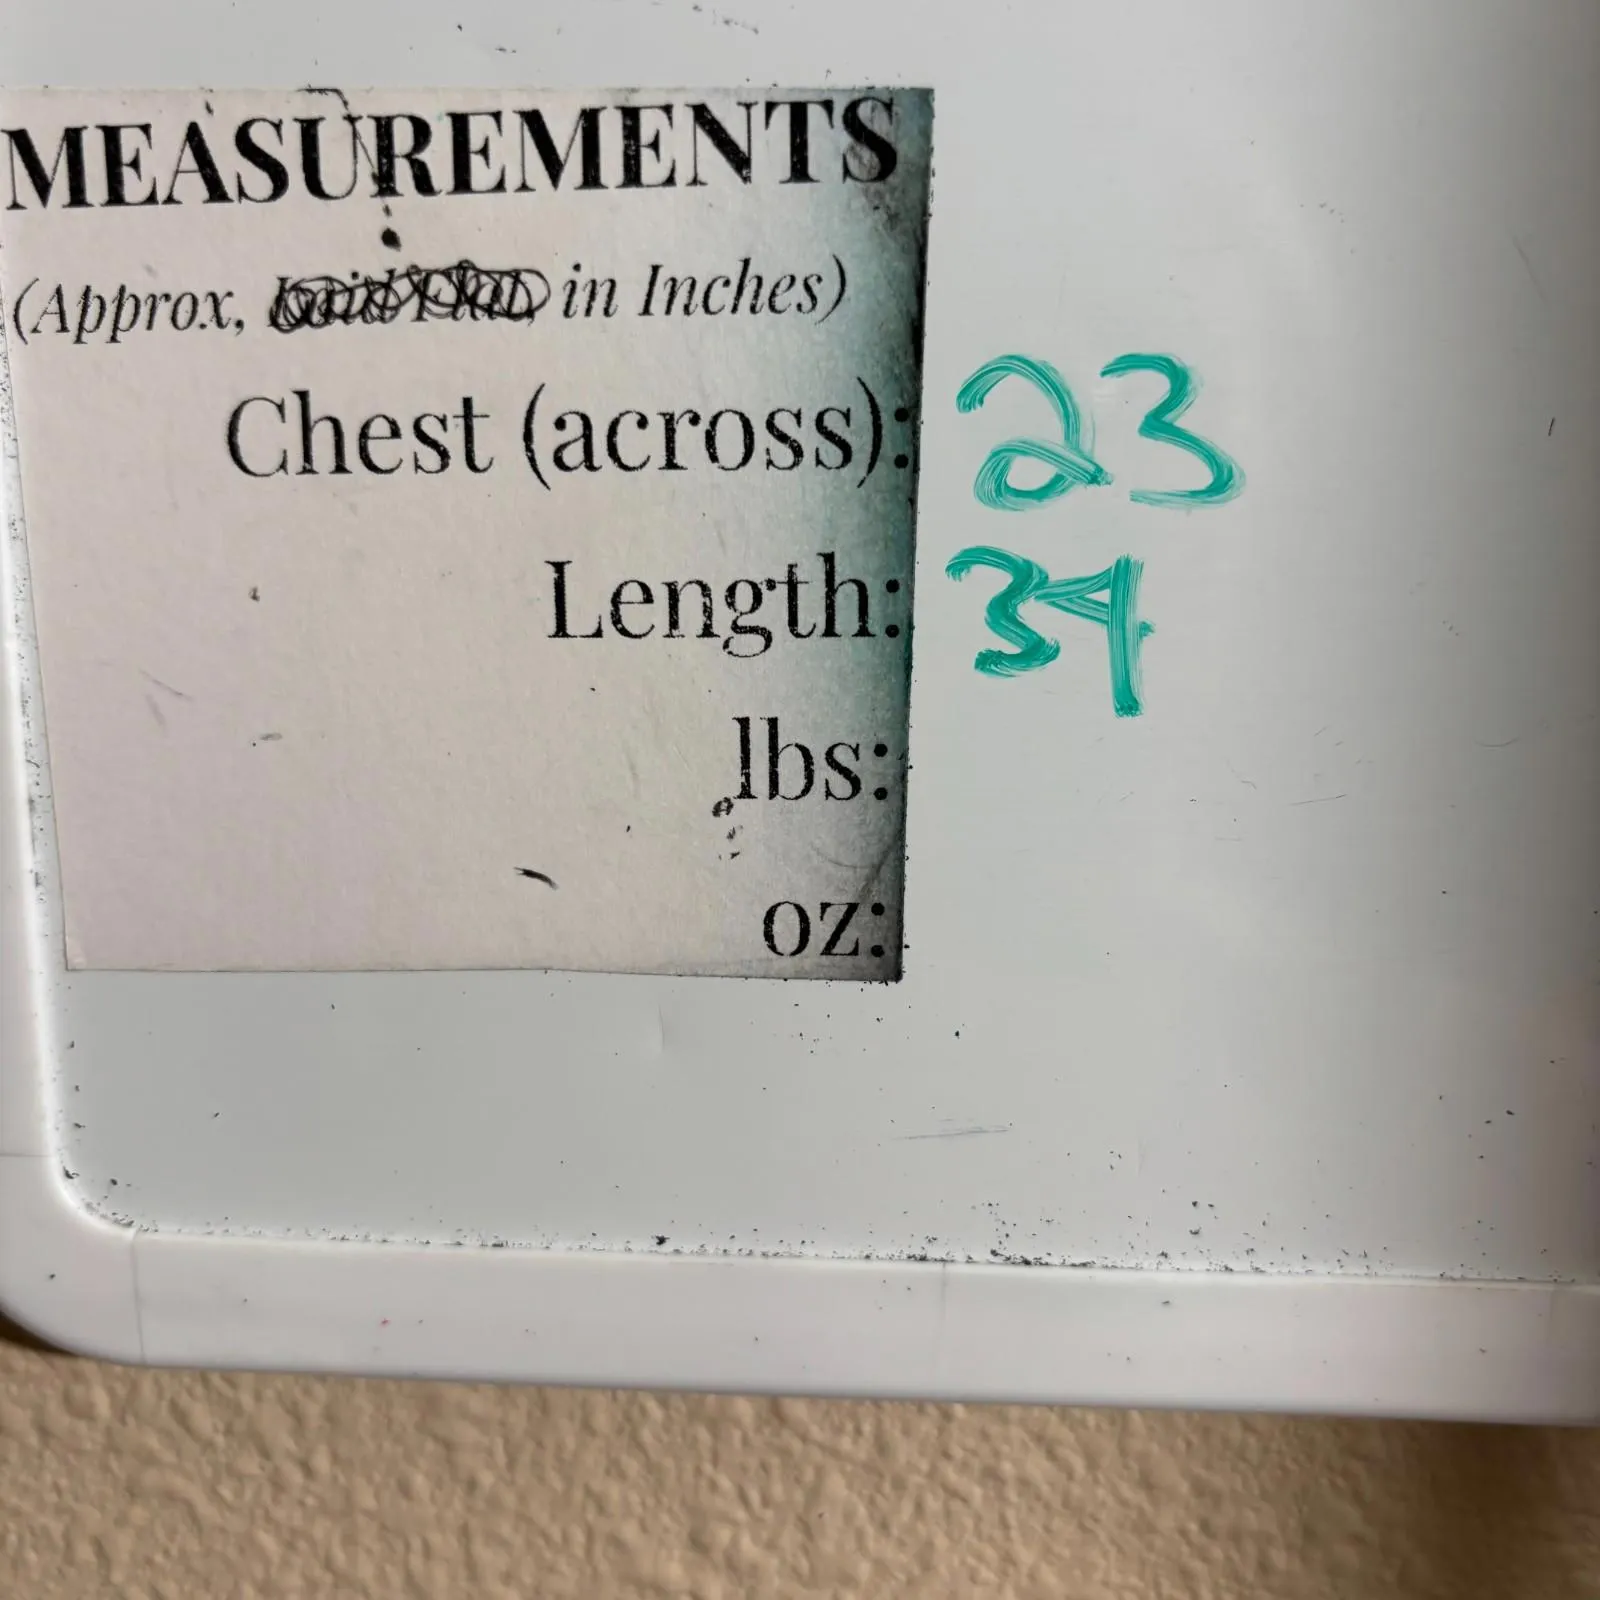 MEASUREMENTS
(Approx, in Inches)
Chest (across): 23
Length: 34
lbs:
oz: